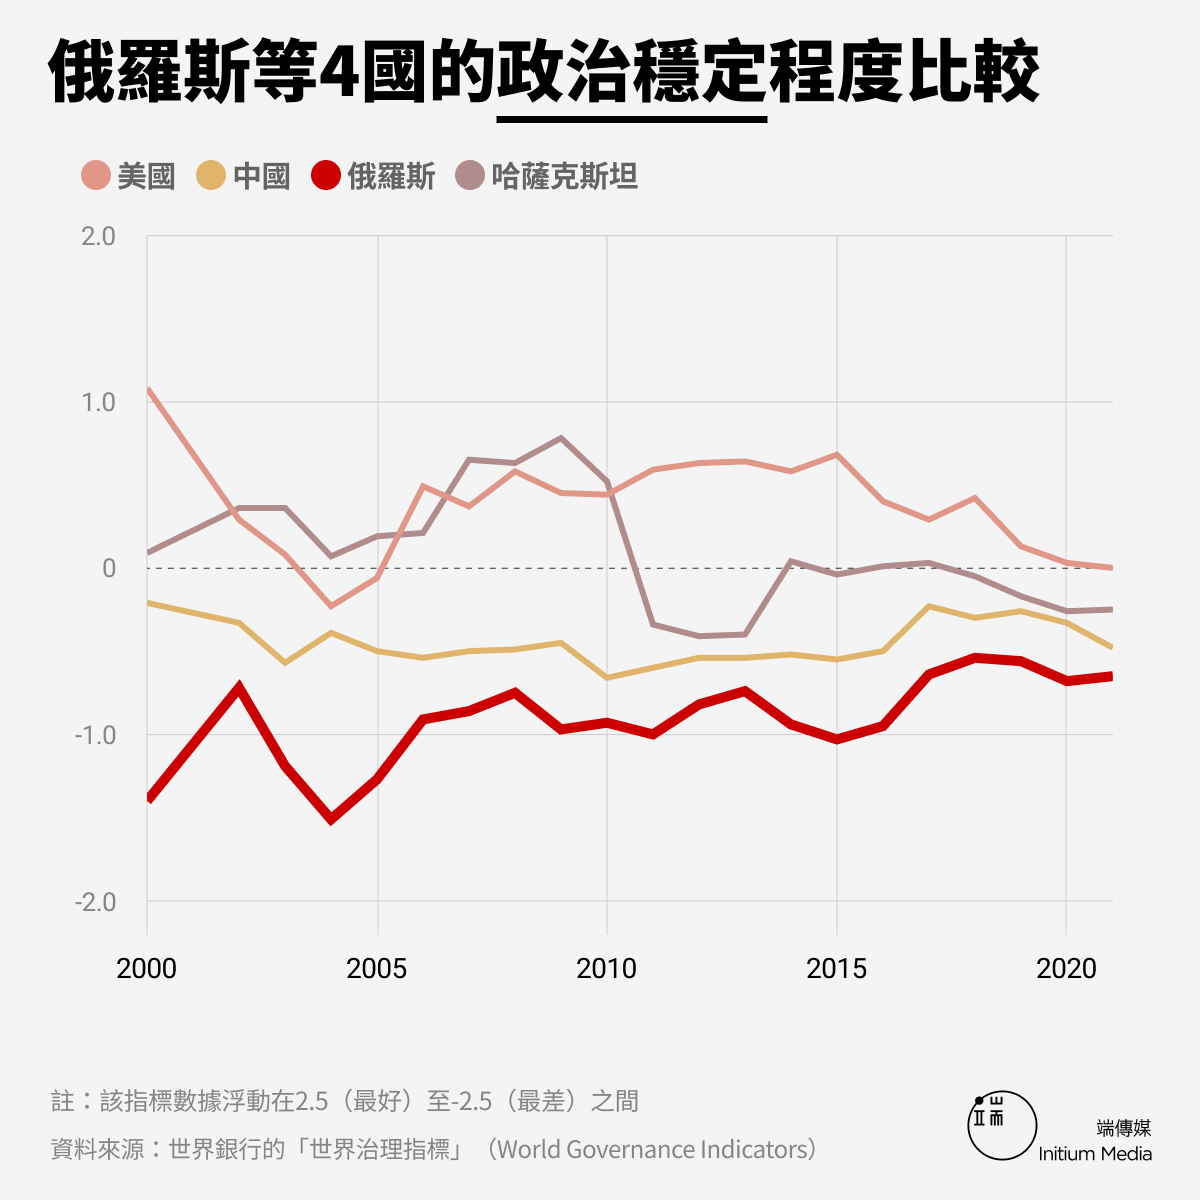 俄羅斯等4國的政治穩定程度比較
美國 中國 俄羅斯 哈薩克斯坦
2.0
1.0
0
-1.0
-2.0
2000 2005 2010 2015 2020
註：該指標數據浮動在2.5（最好）至-2.5（最差）之間
資料來源：世界銀行的「世界治理指標」（World Governance Indicators）
端
端傳媒
Initium Media